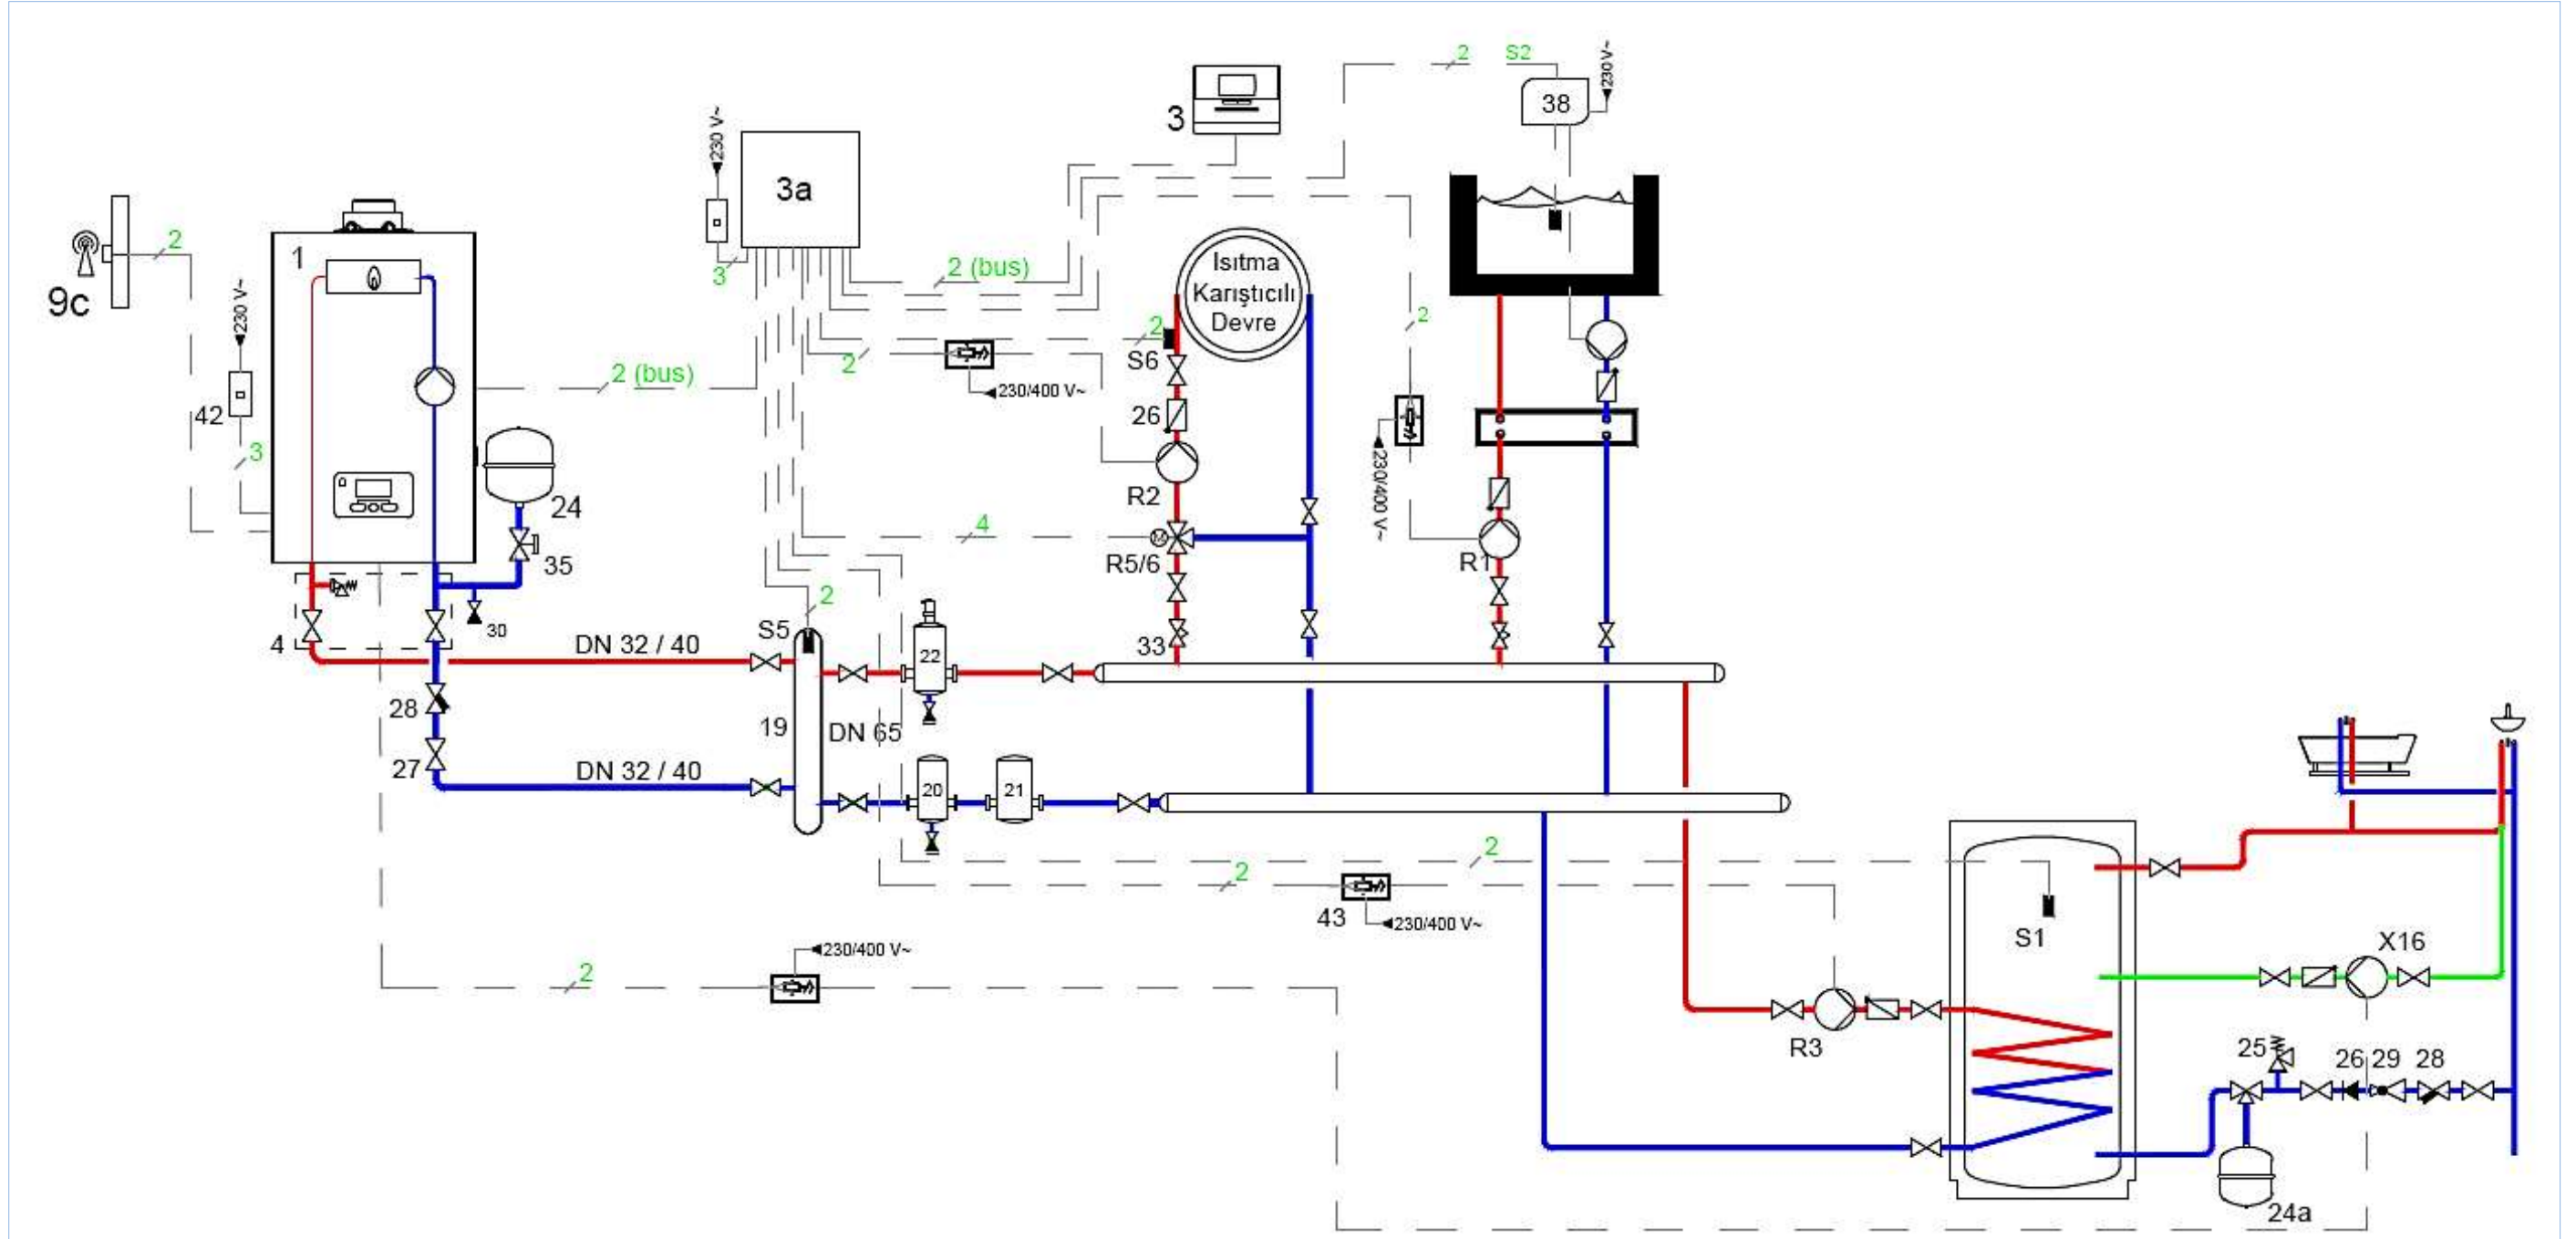 2
S2
230 V~
38
3
230 V~
3a
2
1
9c
3
2 (bus)
Isıtma
Karıştıcılı
Devre
230 V~
2
2
2
S6
2 (bus)
230/400 V~
42
26
3
230/400 V~
24
R2
4
35
R5/6
R1
2
S5
30
4
DN 32 / 40
33
22
28
19
DN 65
27
DN 32 / 40
20
21
2
2
43
230/400 V~
S1
X16
230/400 V~
2
R3
25
26
29
28
24a